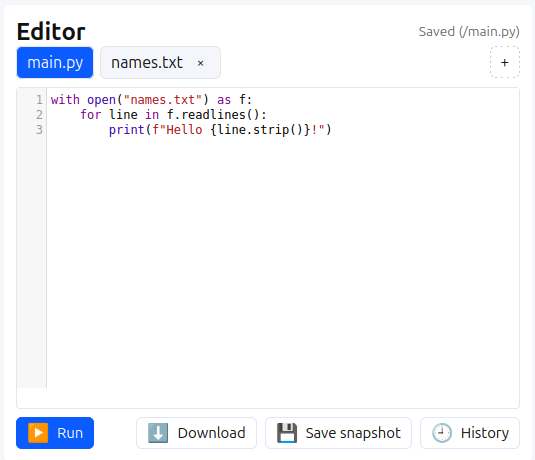 Editor
Saved (/main.py)
main.py
names.txt ×
+
1 with open("names.txt") as f:
2     for line in f.readlines():
3         print(f"Hello {line.strip()}!")
Run
Download
Save snapshot
History